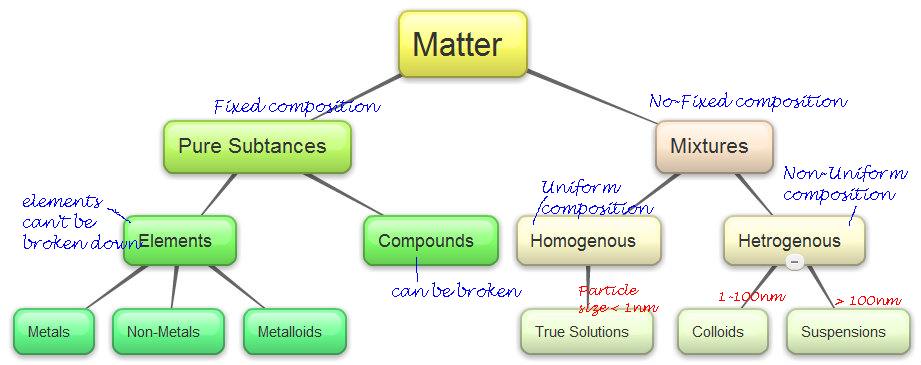 Matter
Fixed composition
No-Fixed composition
Pure Subtances
Mixtures
elements
can't be
broken down
Uniform
composition
Non-Uniform
composition
Elements
Compounds
Homogenous
Hetrogenous
can be broken
Particle
size < 1nm
1-100nm
> 100nm
Metals
Non-Metals
Metalloids
True Solutions
Colloids
Suspensions